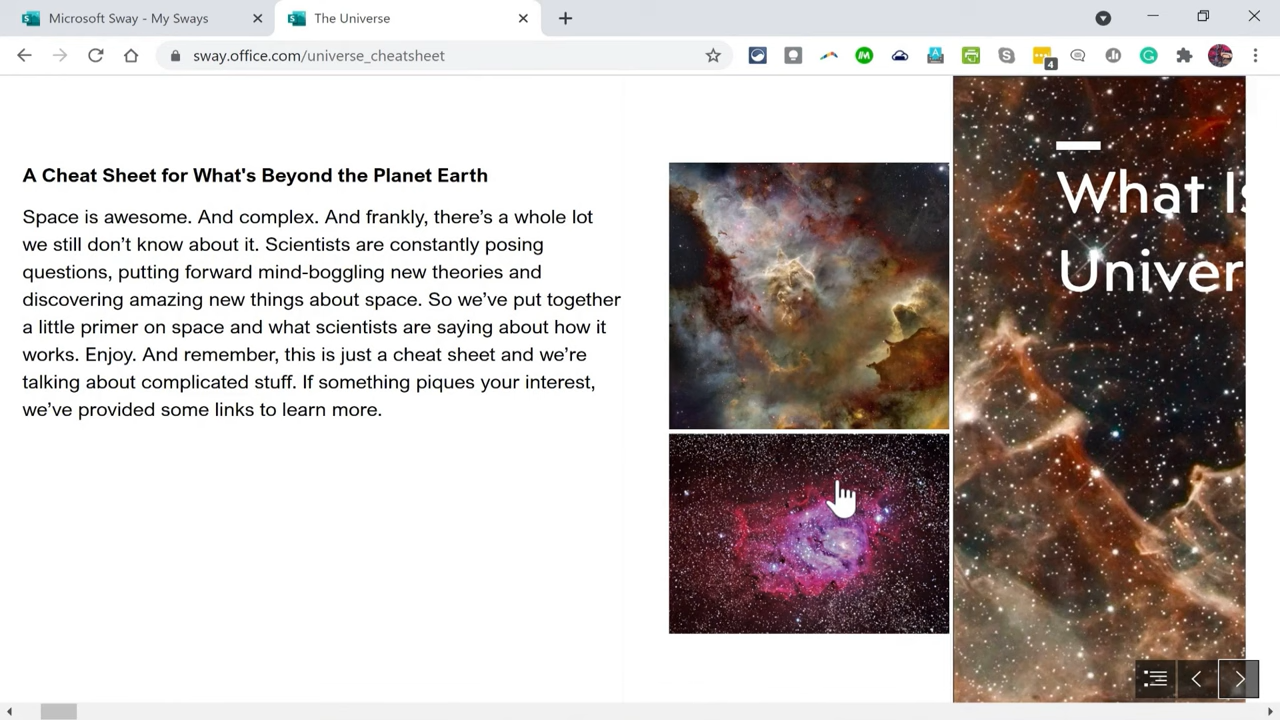 Microsoft Sway - My Sways
The Universe
sway.office.com/universe_cheatsheet
4
A Cheat Sheet for What's Beyond the Planet Earth
Space is awesome. And complex. And frankly, there's a whole lot
we still don't know about it. Scientists are constantly posing
questions, putting forward mind-boggling new theories and
discovering amazing new things about space. So we've put together
a little primer on space and what scientists are saying about how it
works. Enjoy. And remember, this is just a cheat sheet and we're
talking about complicated stuff. If something piques your interest,
we've provided some links to learn more.
What Is
Univer